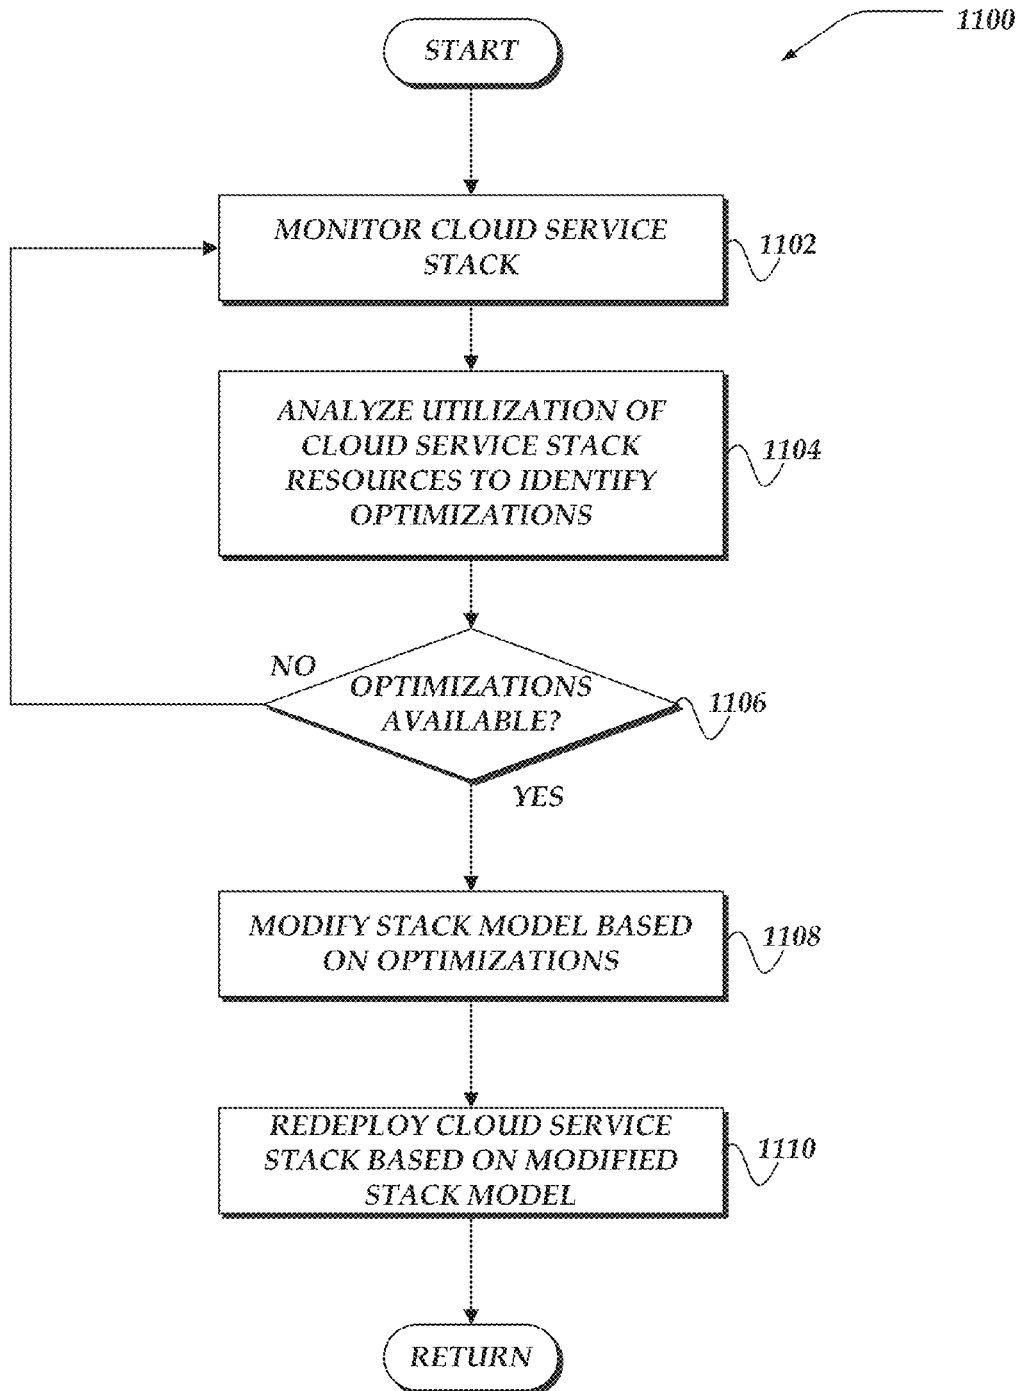 1100
START
MONITOR CLOUD SERVICE
STACK
1102
ANALYZE UTILIZATION OF
CLOUD SERVICE STACK
RESOURCES TO IDENTIFY
OPTIMIZATIONS
1104
NO
OPTIMIZATIONS
AVAILABLE?
1106
YES
MODIFY STACK MODEL BASED
ON OPTIMIZATIONS
1108
REDEPLOY CLOUD SERVICE
STACK BASED ON MODIFIED
STACK MODEL
1110
RETURN